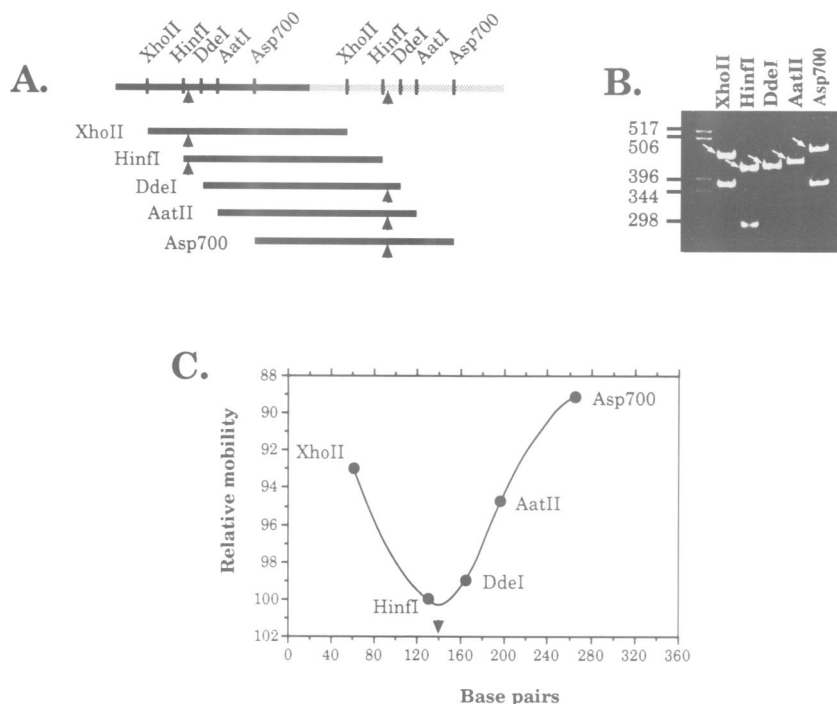 A.
XhoII HinfI DdeI AatI Asp700 XhoII HinfI DdeI AatI Asp700
XhoII
HinfI
DdeI
AatII
Asp700
B.
XhoII HinfI DdeI AatII Asp700
517
506
396
344
298
C.
Relative mobility
88
90
92
94
96
98
100
102
XhoII
HinfI
DdeI
AatII
Asp700
0 40 80 120 160 200 240 280 320 360
Base pairs